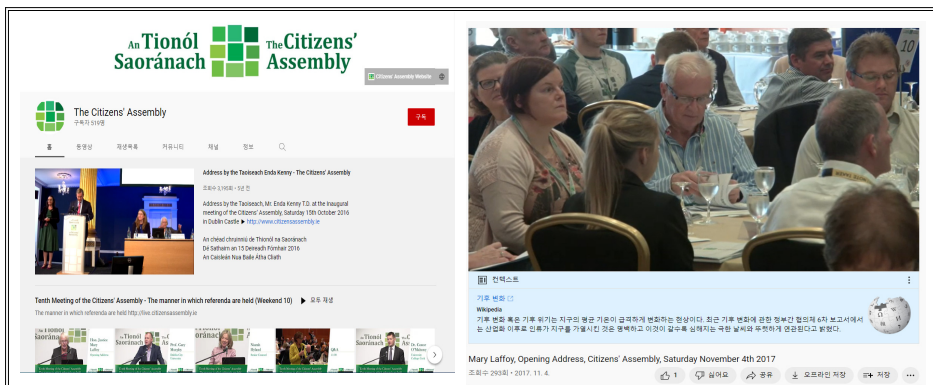 An Tionól
Saoránach
The Citizens'
Assembly
Citizens' Assembly Website
The Citizens' Assembly
구독자 519명
구독
홈
동영상
재생목록
커뮤니티
채널
정보
Address by the Taoiseach Enda Kenny - The Citizens' Assembly
조회수 3,195회 • 5년 전
Address by the Taoiseach, Mr. Enda Kenny T.D. at the Inaugural
meeting of the Citizens' Assembly, Saturday 15th October 2016
in Dublin Castle ► http://www.citizensassembly.ie
An chéad chruinniú de Thionól na Saoránach
Dé Sathairn an 15 Deireadh Fómhair 2016
An Caisleán Nua Baile Átha Cliath
Tenth Meeting of the Citizens' Assembly - The manner in which referenda are held (Weekend 10) ▶ 모두 재생
The manner in which referenda are held http://live.citizensassembly.ie
10
컨텍스트
기후 변화
Wikipedia
기후 변화 혹은 기후 위기는 지구의 평균 기온이 급격하게 변화하는 현상이다. 최근 기후 변화에 관한 정부간 협의체 6차 보고서에서
는 산업화 이후로 인류가 지구를 가열시킨 것은 명백하고 이것이 갈수록 심해지는 극한 날씨와 뚜렷하게 연관된다고 밝혔다.
Mary Laffoy, Opening Address, Citizens' Assembly, Saturday November 4th 2017
조회수 293회 • 2017. 11. 4.
1
싫어요
공유
오프라인 저장
저장